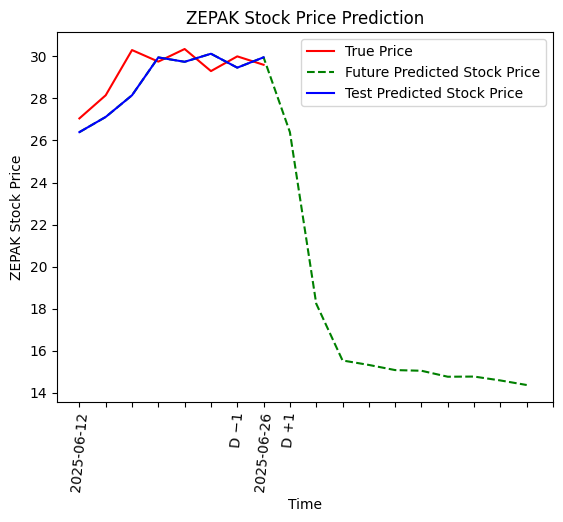 ZEPAK Stock Price Prediction
True Price
Future Predicted Stock Price
Test Predicted Stock Price
ZEPAK Stock Price
30
28
26
24
22
20
18
16
14
2025-06-12
D −1
2025-06-26
D +1
Time